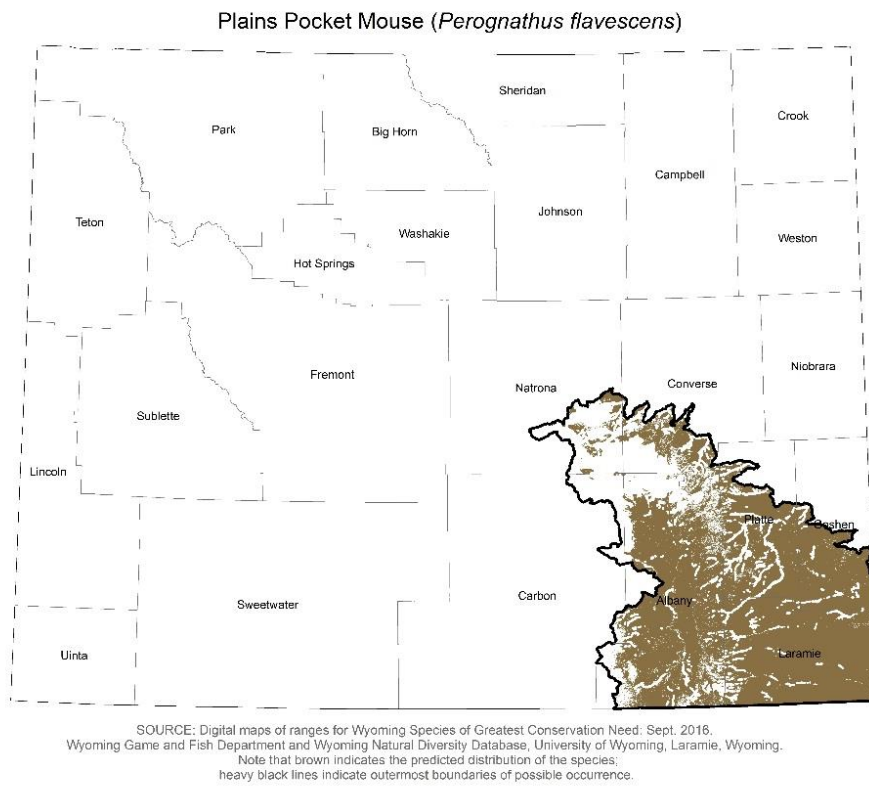 Plains Pocket Mouse (Perognathus flavescens)
Sheridan
Crook
Park
Big Horn
Campbell
Johnson
Teton
Washakie
Weston
Hot Springs
Niobrara
Fremont
Natrona
Converse
Sublette
Lincoln
Platte
Goshen
Carbon
Albany
Sweetwater
Uinta
Laramie
SOURCE: Digital maps of ranges for Wyoming Species of Greatest Conservation Need: Sept. 2016,
Wyoming Game and Fish Department and Wyoming Natural Diversity Database, University of Wyoming, Laramie, Wyoming.
Note that brown indicates the predicted distribution of the species;
heavy black lines indicate outermost boundaries of possible occurrence.